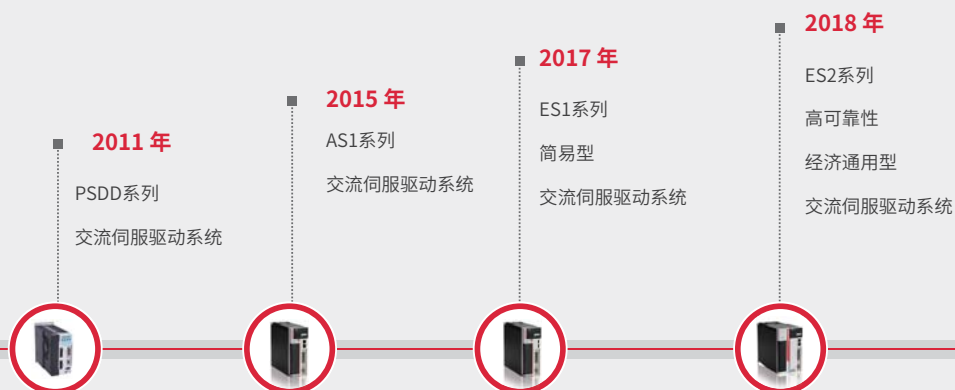 2011 年
PSDD系列
交流伺服驱动系统
2015 年
AS1系列
交流伺服驱动系统
2017 年
ES1系列
简易型
交流伺服驱动系统
2018 年
ES2系列
高可靠性
经济通用型
交流伺服驱动系统